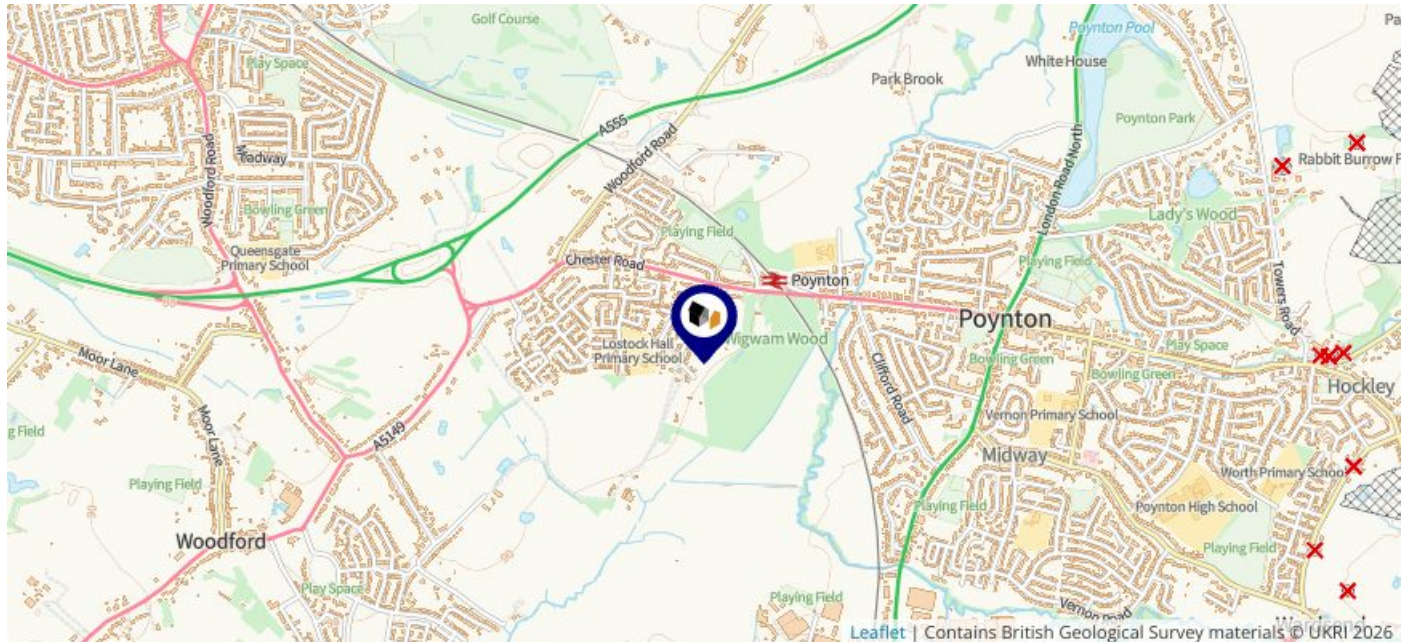 Golf Course
Play Space
Meadway
Woodford Road
Bowling Green
Queensgate
Primary School
Moor Lane
Moor Lane
Playing Field
Woodford
Play Space
A5149
A555
Woodford Road
Playing Field
Chester Road
Poynton
Lostock Hall
Primary School
Wigwam Wood
Park Brook
Poynton Pool
White House
Poynton Park
London Road North
Lady's Wood
Rabbit Burrow F
Pa
Playing Field
Towers Road
Poynton
Play Space
Bowling Green
Bowling Green
Hockley
Clifford Road
Vernon Primary School
Midway
Worth Primary School
Poynton High School
Playing Field
Playing Field
Playing Field
Vernon Road
g Field
Leaflet | Contains British Geological Survey materials © UKRI 2026